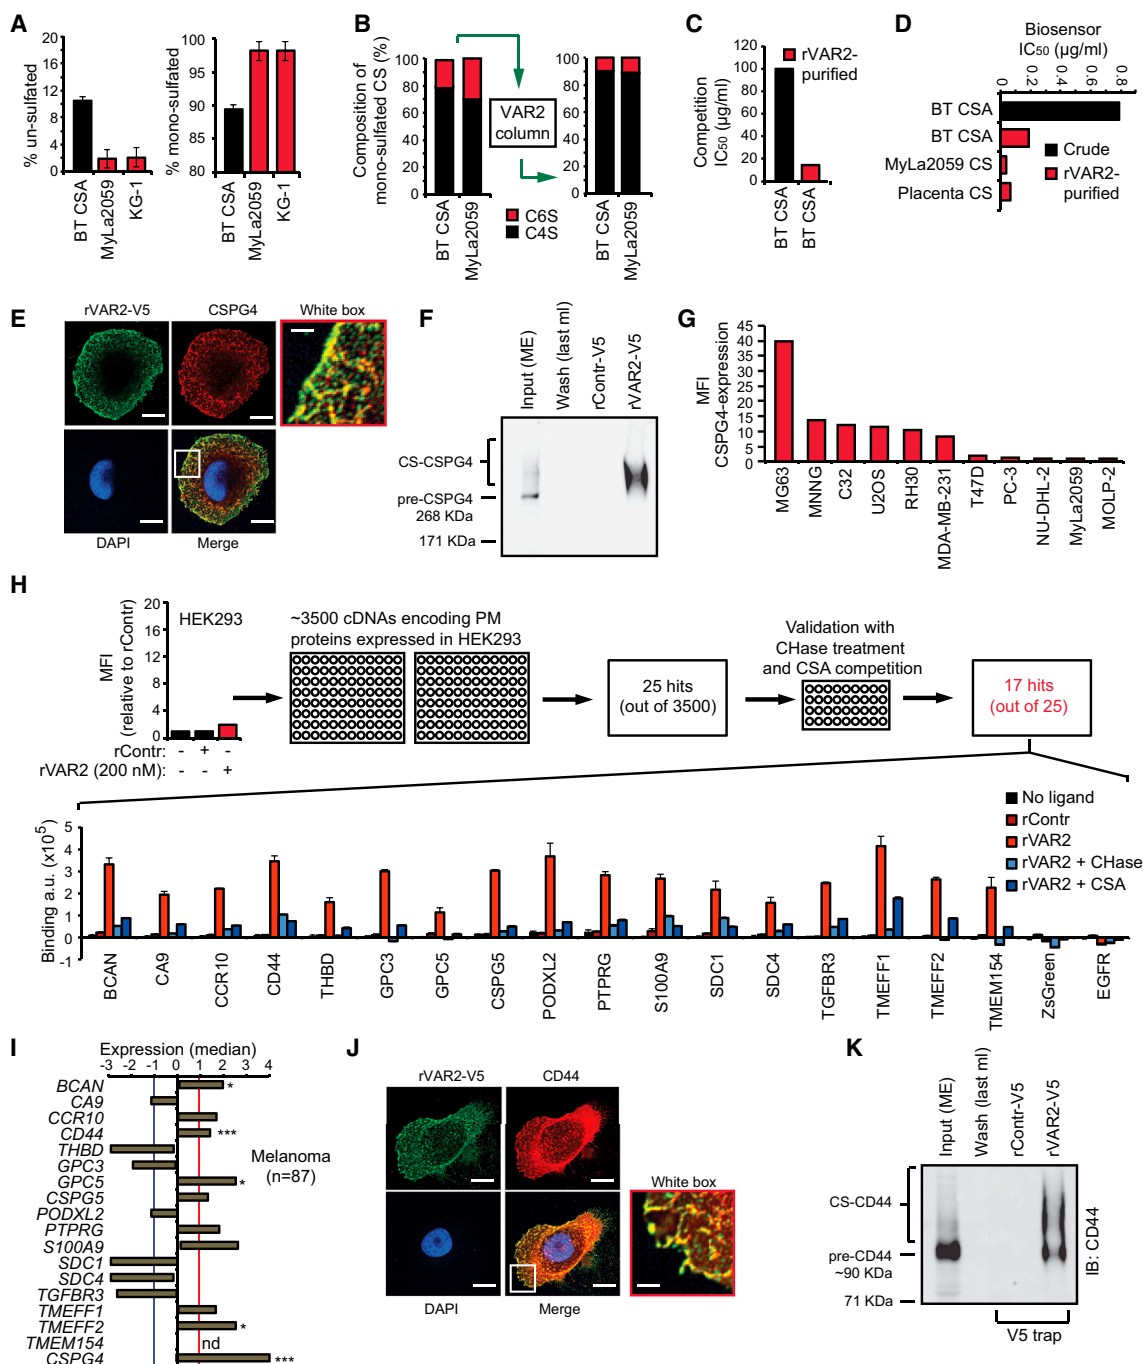 A
% un-sulfated
12
8
4
0
BT CSA
MyLa2059
KG-1
% mono-sulfated
100
95
90
85
80
BT CSA
MyLa2059
KG-1
B
Composition of
mono-sulfated CS (%)
100
80
60
40
20
0
BT CSA
MyLa2059
C6S
C4S
VAR2
column
100
80
60
40
20
0
BT CSA
MyLa2059
C
Competition
IC50 (µg/ml)
120
100
80
60
40
20
0
rVAR2-
purified
BT CSA
BT CSA
D
Biosensor
IC50 (µg/ml)
0
0.2
0.4
0.6
0.8
BT CSA
BT CSA
MyLa2059 CS
Placenta CS
Crude
rVAR2-
purified
E
rVAR2-V5
CSPG4
White box
DAPI
Merge
F
Input (ME)
Wash (last ml)
rContr-V5
rVAR2-V5
CS-CSPG4
pre-CSPG4
268 KDa
171 KDa
G
MFI
CSPG4-expression
45
40
35
30
25
20
15
10
5
0
MG63
MNNG
C32
U2OS
RH30
MDA-MB-231
T47D
PC-3
NU-DHL-2
MyLa2059
MOLP-2
H
MFI
(relative to rContr)
20
16
12
8
4
0
HEK293
rContr: - + -
rVAR2 (200 nM): - - +
~3500 cDNAs encoding PM
proteins expressed in HEK293
25 hits
(out of 3500)
Validation with
CHase treatment
and CSA competition
17 hits
(out of 25)
No ligand
rContr
rVAR2
rVAR2 + CHase
rVAR2 + CSA
Binding a.u. (x10⁵)
5
4
3
2
1
0
-1
BCAN
CA9
CCR10
CD44
THBD
GPC3
GPC5
CSPG5
PODXL2
PTPRG
S100A9
SDC1
SDC4
TGFBR3
TMEFF1
TMEFF2
TMEM154
ZsGreen
EGFR
I
Expression (median)
-3 -2 -1 0 1 2 3 4
BCAN *
CA9
CCR10
CD44 ***
THBD
GPC3
GPC5 *
CSPG5
PODXL2
PTPRG
S100A9
SDC1
SDC4
TGFBR3
TMEFF1
TMEFF2 *
TMEM154 nd
CSPG4 ***
Melanoma
(n=87)
J
rVAR2-V5
CD44
White box
DAPI
Merge
K
Input (ME)
Wash (last ml)
rContr-V5
rVAR2-V5
CS-CD44
pre-CD44
~90 KDa
71 KDa
IB: CD44
V5 trap